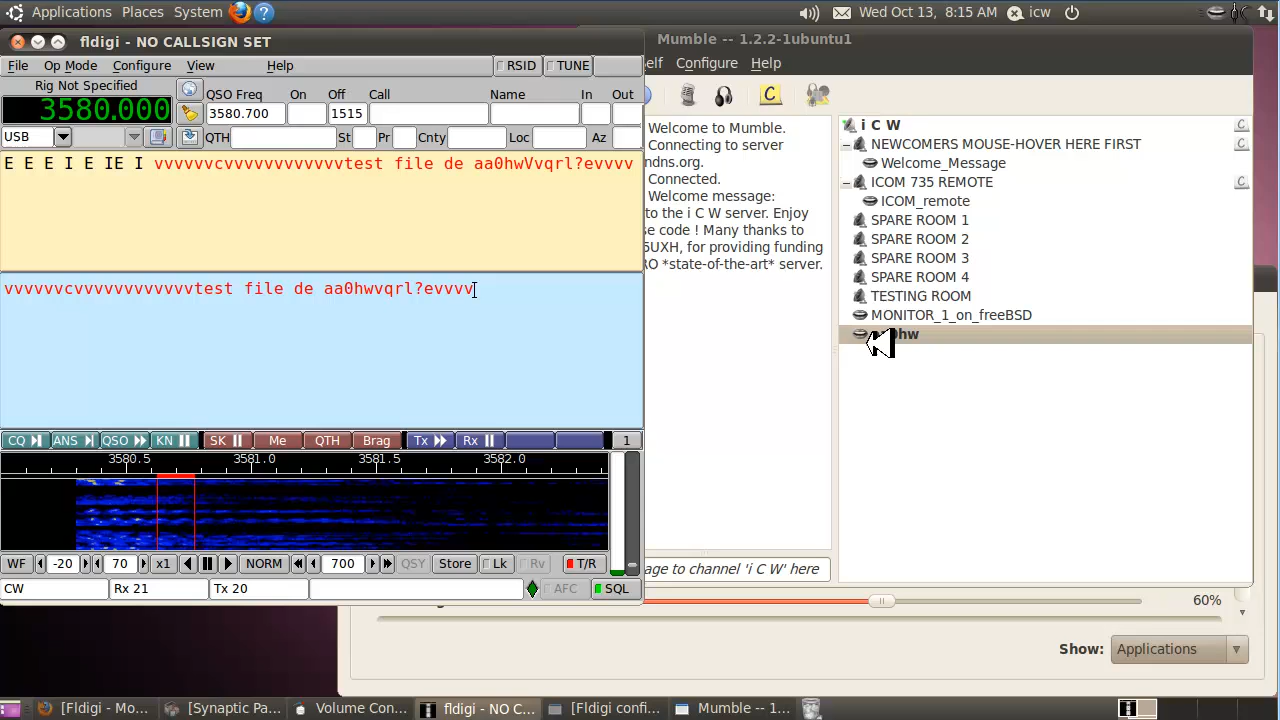 Applications Places System Wed Oct 13, 8:15 AM icw
fldigi - NO CALLSIGN SET
File Op Mode Configure View Help RSID TUNE
Rig Not Specified
3580.000
USB
QSO Freq On Off Call Name In Out
3580.700 1515
QTH St Pr Cnty Loc Az
E E E I E IE I vvvvvvcvvvvvvvvvvvvtest file de aa0hwVvqrl?evvvv
vvvvvvcvvvvvvvvvvvvtest file de aa0hwvqrl?evvvv
CQ ANS QSO KN SK Me QTH Brag Tx Rx 1
3580.5 3581.0 3581.5 3582.0
WF -20 70 x1 NORM 700 QSY Store Lk Rv T/R
CW Rx 21 Tx 20 AFC SQL
Mumble -- 1.2.2-1ubuntu1
elf Configure Help
Welcome to Mumble.
Connecting to server
ndns.org.
Connected.
Welcome message:
to the i C W server. Enjoy
se code ! Many thanks to
6UXH, for providing funding
RO *state-of-the-art* server.
age to channel 'i C W' here
i C W
NEWCOMERS MOUSE-HOVER HERE FIRST
Welcome_Message
ICOM 735 REMOTE
ICOM_remote
SPARE ROOM 1
SPARE ROOM 2
SPARE ROOM 3
SPARE ROOM 4
TESTING ROOM
MONITOR_1_on_freeBSD
0hw
60%
Show: Applications
[Fldigi - Mo... [Synaptic Pa... Volume Con... fldigi - NO C... [Fldigi confi... Mumble -- 1...